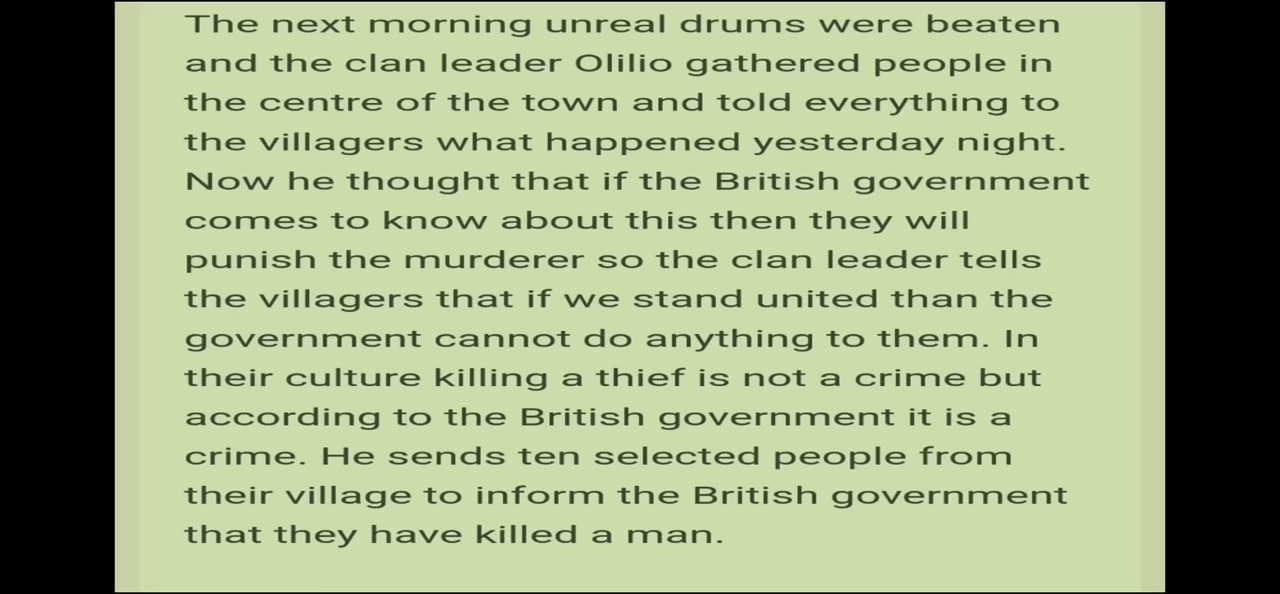 The next morning unreal drums were beaten
and the clan leader Olilio gathered people in
the centre of the town and told everything to
the villagers what happened yesterday night.
Now he thought that if the British government
comes to know about this then they will
punish the murderer so the clan leader tells
the villagers that if we stand united than the
government cannot do anything to them. In
their culture killing a thief is not a crime but
according to the British government it is a
crime. He sends ten selected people from
their village to inform the British government
that they have killed a man.